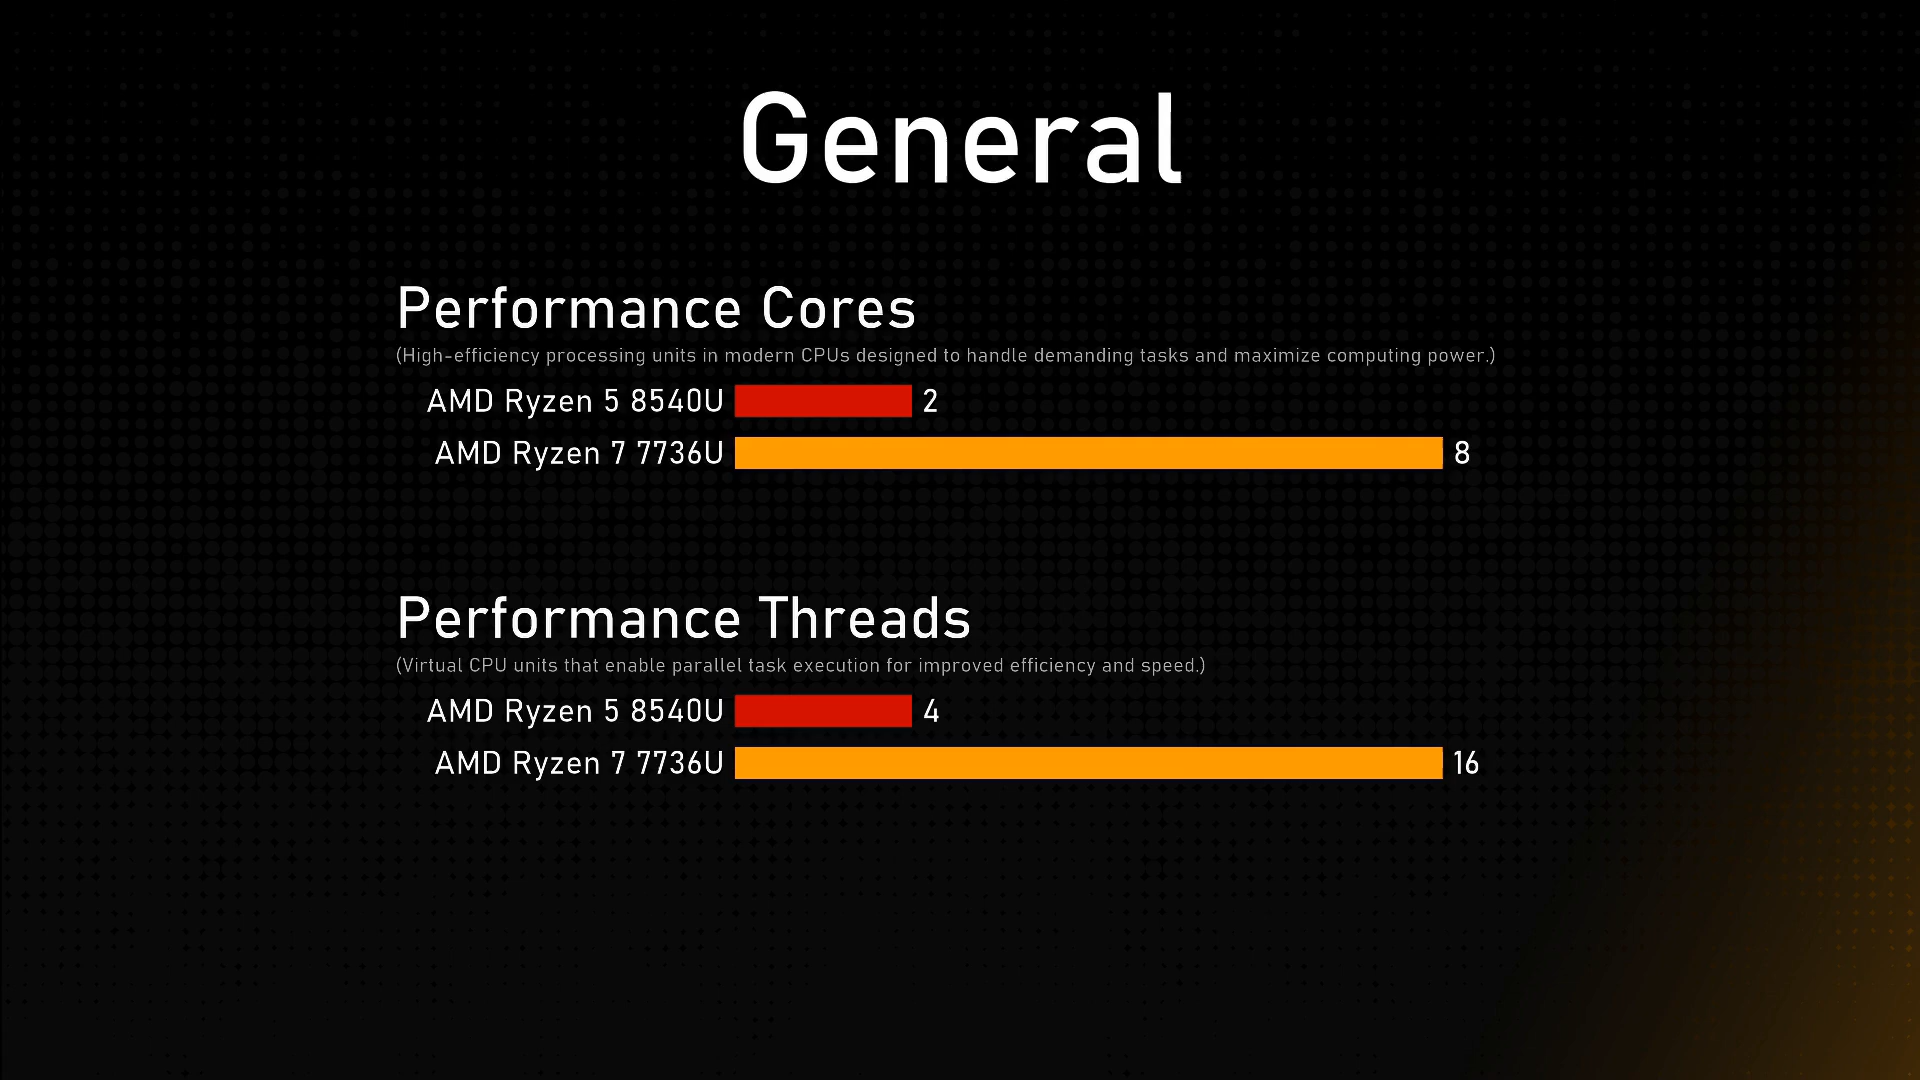 General
Performance Cores
(High-efficiency processing units in modern CPUs designed to handle demanding tasks and maximize computing power.)
AMD Ryzen 5 8540U 2
AMD Ryzen 7 7736U 8
Performance Threads
(Virtual CPU units that enable parallel task execution for improved efficiency and speed.)
AMD Ryzen 5 8540U 4
AMD Ryzen 7 7736U 16